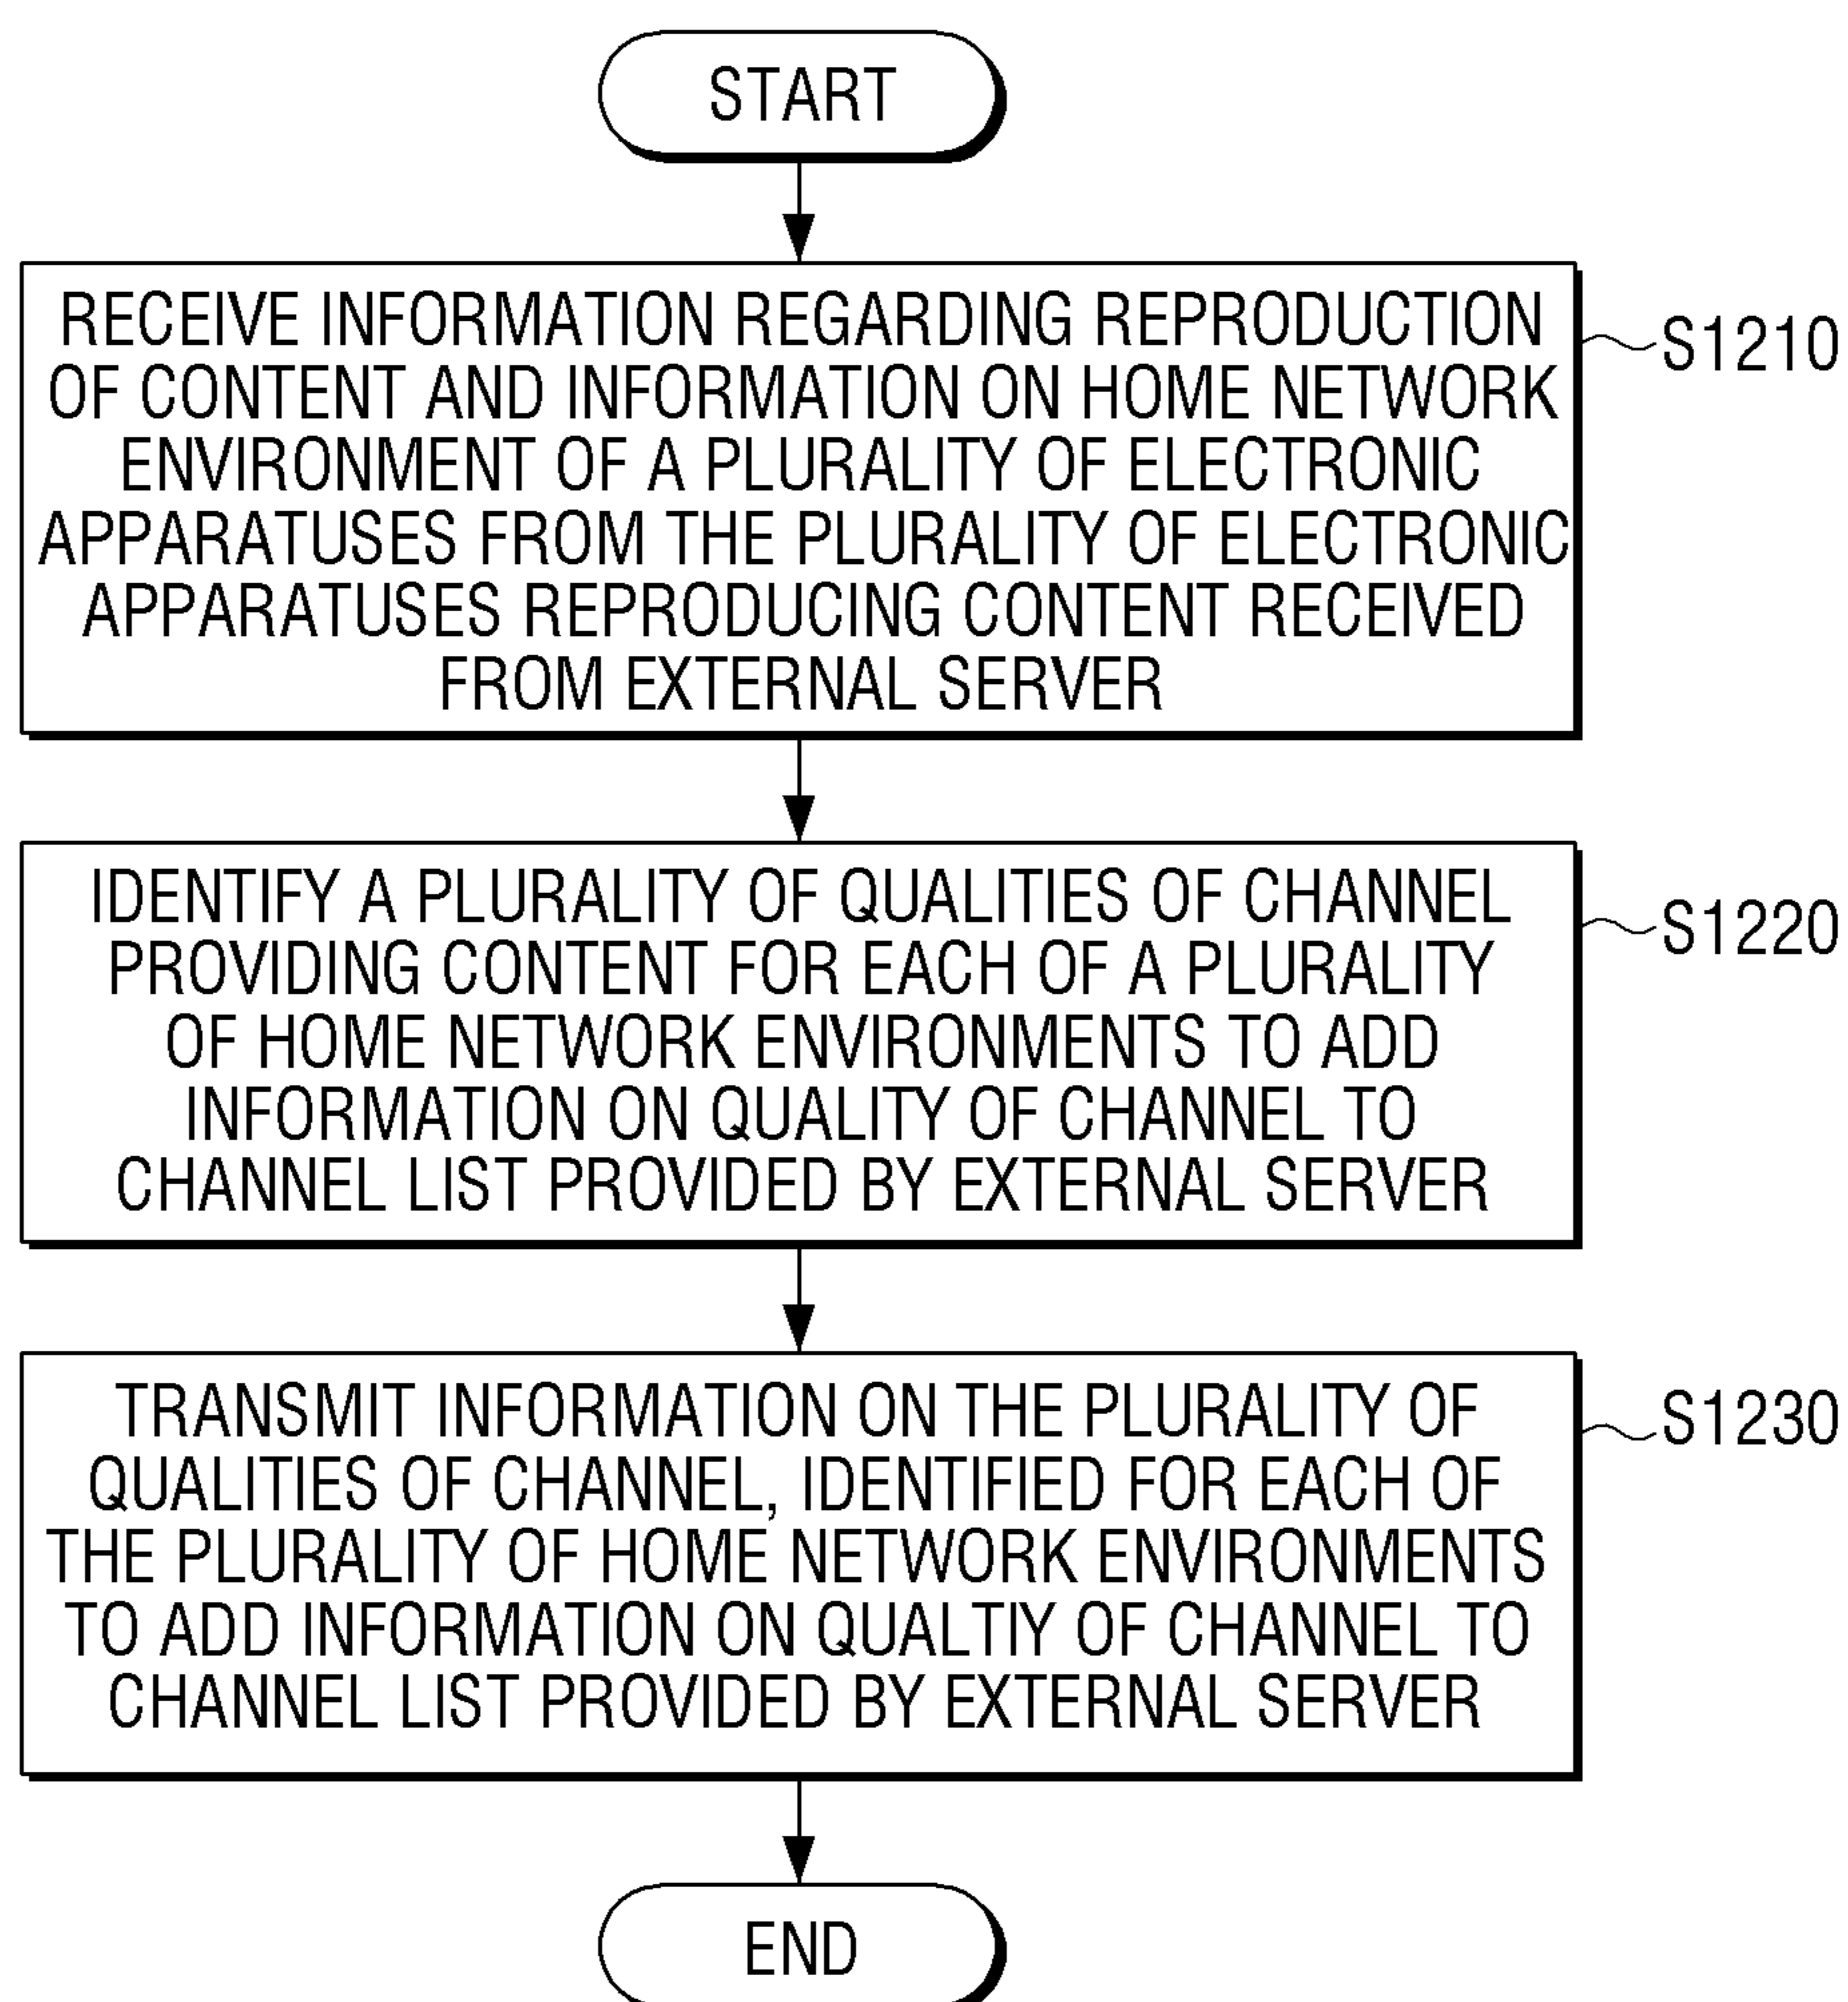 START
RECEIVE INFORMATION REGARDING REPRODUCTION
OF CONTENT AND INFORMATION ON HOME NETWORK
ENVIRONMENT OF A PLURALITY OF ELECTRONIC
APPARATUSES FROM THE PLURALITY OF ELECTRONIC
APPARATUSES REPRODUCING CONTENT RECEIVED
FROM EXTERNAL SERVER
S1210
IDENTIFY A PLURALITY OF QUALITIES OF CHANNEL
PROVIDING CONTENT FOR EACH OF A PLURALITY
OF HOME NETWORK ENVIRONMENTS TO ADD
INFORMATION ON QUALITY OF CHANNEL TO
CHANNEL LIST PROVIDED BY EXTERNAL SERVER
S1220
TRANSMIT INFORMATION ON THE PLURALITY OF
QUALITIES OF CHANNEL, IDENTIFIED FOR EACH OF
THE PLURALITY OF HOME NETWORK ENVIRONMENTS
TO ADD INFORMATION ON QUALTIY OF CHANNEL TO
CHANNEL LIST PROVIDED BY EXTERNAL SERVER
S1230
END